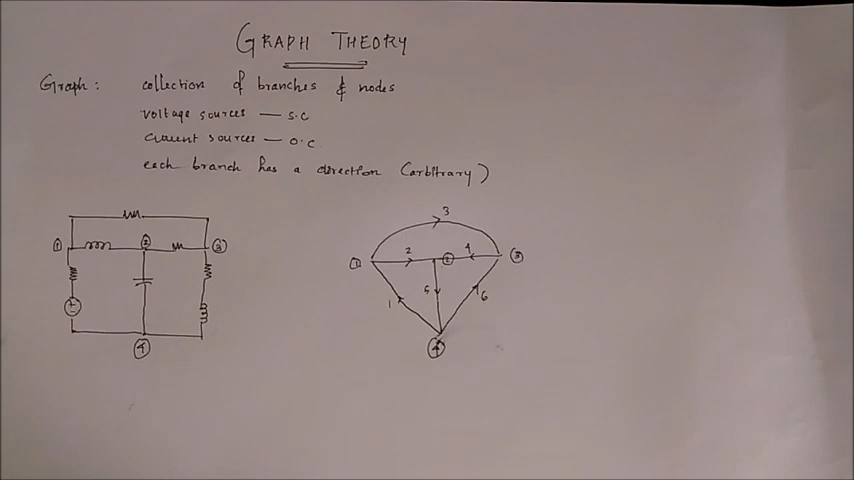 GRAPH THEORY
Graph : collection of branches & nodes
voltage sources — s.c
current sources — o.c
each branch has a direction (arbitrary)
3
① ② ③
① 2 ② 4 ③
5
1 6
④
④